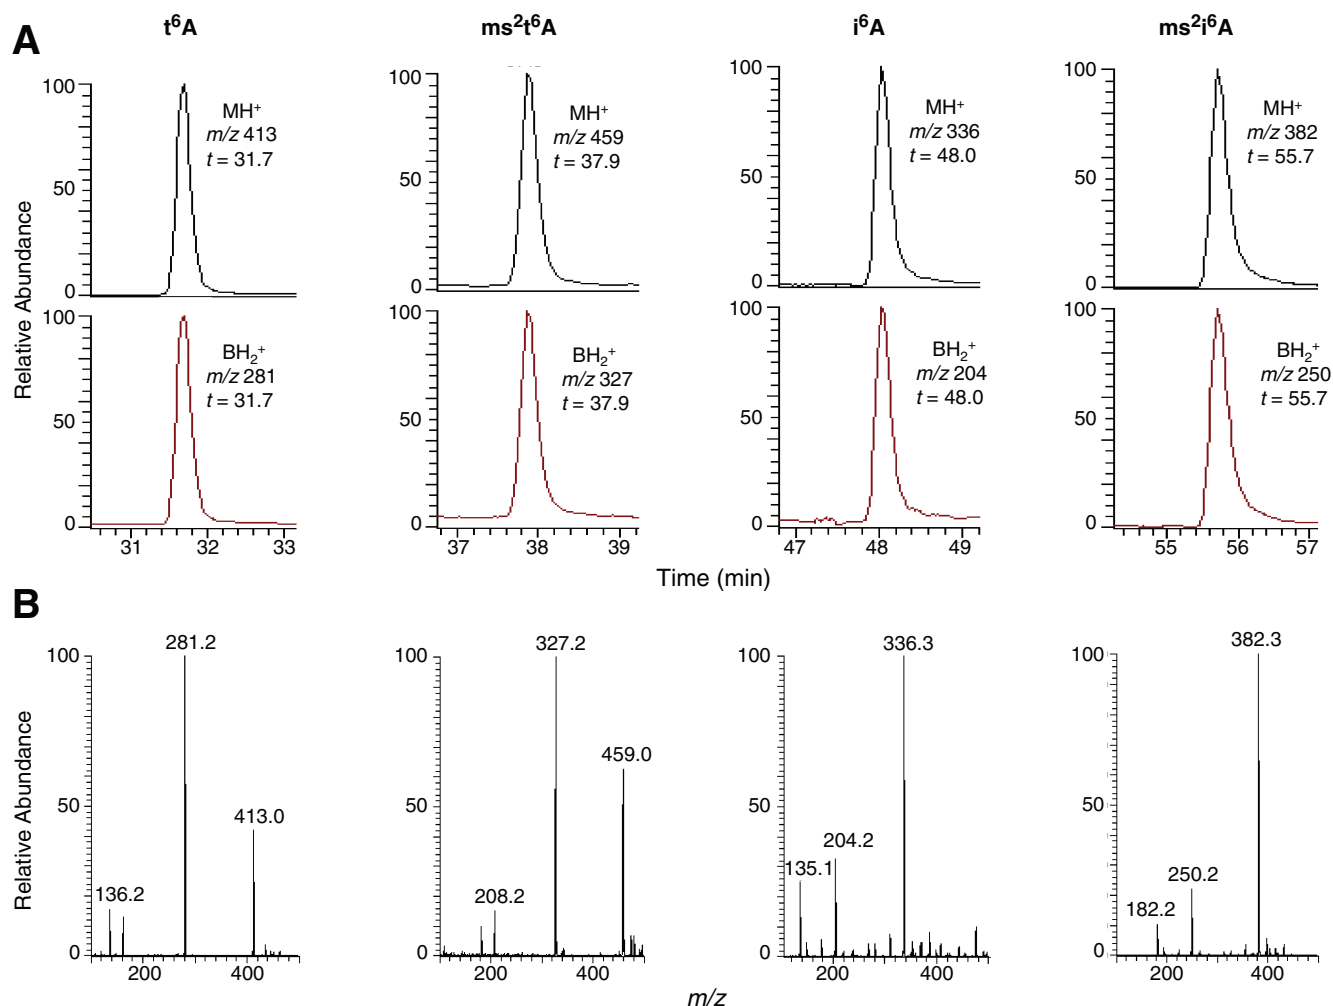 A
t⁶A
ms²t⁶A
i⁶A
ms²i⁶A
Relative Abundance
100
50
0
MH⁺
m/z 413
t = 31.7
100
50
0
MH⁺
m/z 459
t = 37.9
100
50
0
MH⁺
m/z 336
t = 48.0
100
50
0
MH⁺
m/z 382
t = 55.7
100
50
0
BH₂⁺
m/z 281
t = 31.7
31 32 33
100
50
0
BH₂⁺
m/z 327
t = 37.9
37 38 39
100
50
0
BH₂⁺
m/z 204
t = 48.0
47 48 49
100
50
0
BH₂⁺
m/z 250
t = 55.7
55 56 57
Time (min)
B
Relative Abundance
100
50
0
281.2
413.0
136.2
200 400
100
50
0
327.2
459.0
208.2
200 400
100
50
0
336.3
204.2
135.1
200 400
100
50
0
382.3
250.2
182.2
200 400
m/z